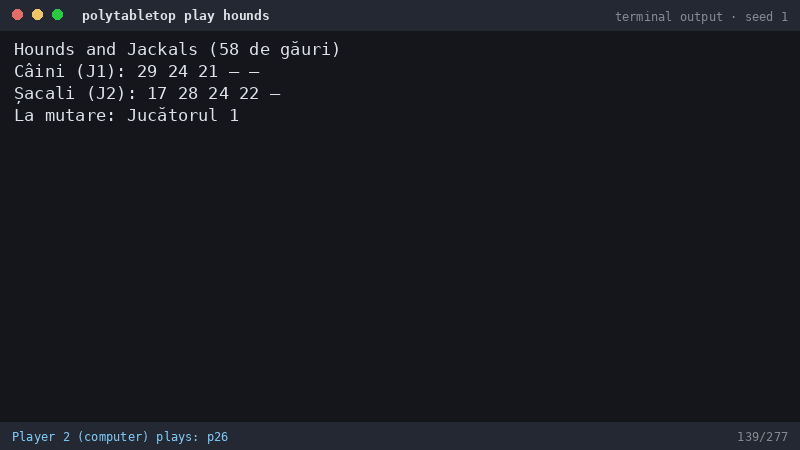 polytabletop play hounds
terminal output · seed 1
Hounds and Jackals (58 de găuri)
Câini (J1): 29 24 21 — —
Șacali (J2): 17 28 24 22 —
La mutare: Jucătorul 1
Player 2 (computer) plays: p26
139/277